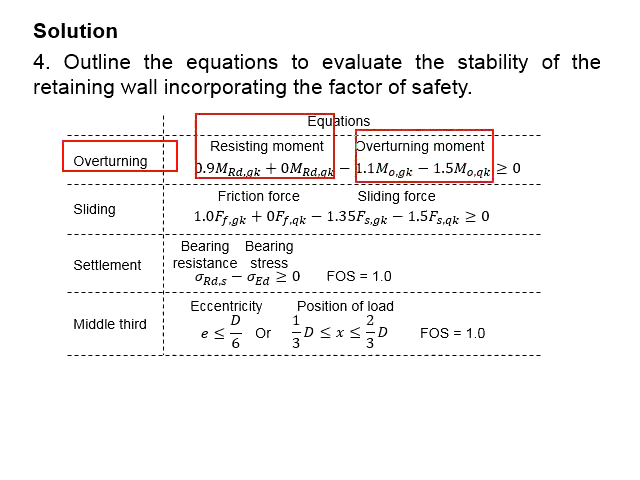 Solution
4. Outline the equations to evaluate the stability of the
retaining wall incorporating the factor of safety.
Equations
Overturning
Resisting moment Overturning moment
0.9M_{Rd,gk} + 0M_{Rd,qk} − 1.1M_{o,gk} − 1.5M_{o,qk} ≥ 0
Sliding
Friction force Sliding force
1.0F_{f,gk} + 0F_{f,qk} − 1.35F_{s,gk} − 1.5F_{s,qk} ≥ 0
Settlement
Bearing Bearing
resistance stress
σ_{Rd,s} − σ_{Ed} ≥ 0 FOS = 1.0
Middle third
Eccentricity Position of load
e ≤ D/6 Or 1/3 D ≤ x ≤ 2/3 D FOS = 1.0